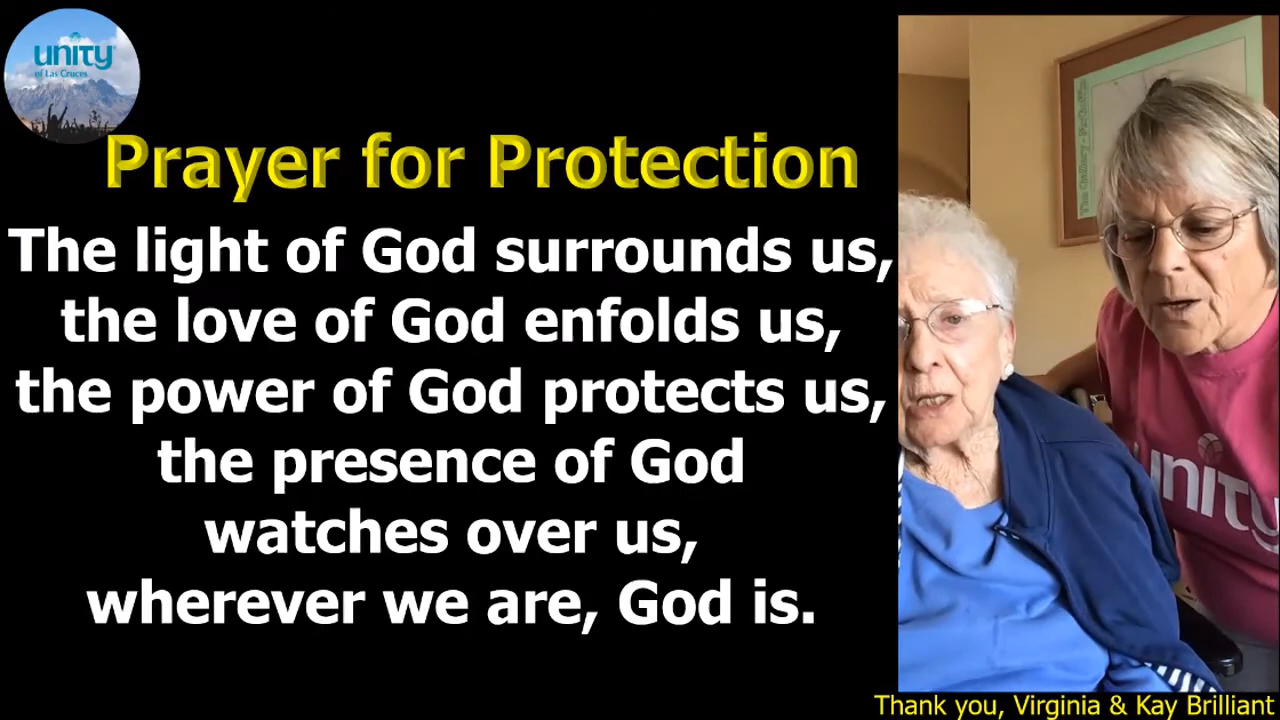 unity
of Las Cruces
Prayer for Protection
The light of God surrounds us,
the love of God enfolds us,
the power of God protects us,
the presence of God
watches over us,
wherever we are, God is.
unity
Thank you, Virginia & Kay Brilliant